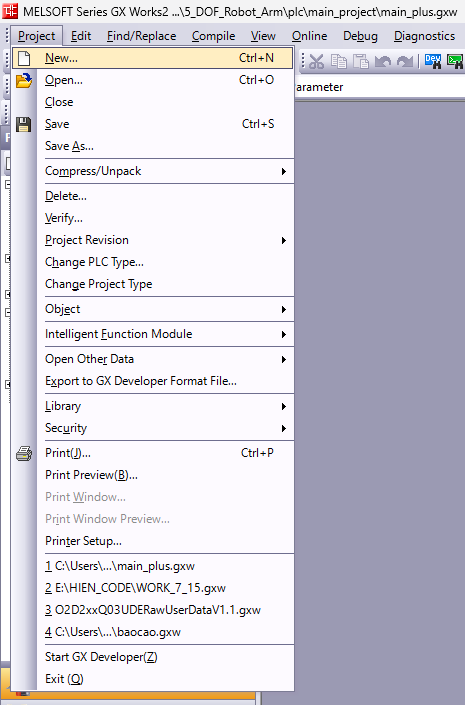 MELSOFT Series GX Works2 ...\5_DOF_Robot_Arm\plc\main_project\main_plus.gxw
Project Edit Find/Replace Compile View Online Debug Diagnostics
New... Ctrl+N
Open... Ctrl+O
arameter
Close
Save Ctrl+S
Save As...
Compress/Unpack
Delete...
Verify...
Project Revision
Change PLC Type...
Change Project Type
Object
Intelligent Function Module
Open Other Data
Export to GX Developer Format File...
Library
Security
Print(J)... Ctrl+P
Print Preview(B)...
Print Window...
Print Window Preview...
Printer Setup...
1 C:\Users\...\main_plus.gxw
2 E:\HIEN_CODE\WORK_7_15.gxw
3 O2D2xxQ03UDERawUserDataV1.1.gxw
4 C:\Users\...\baocao.gxw
Start GX Developer(Z)
Exit (Q)